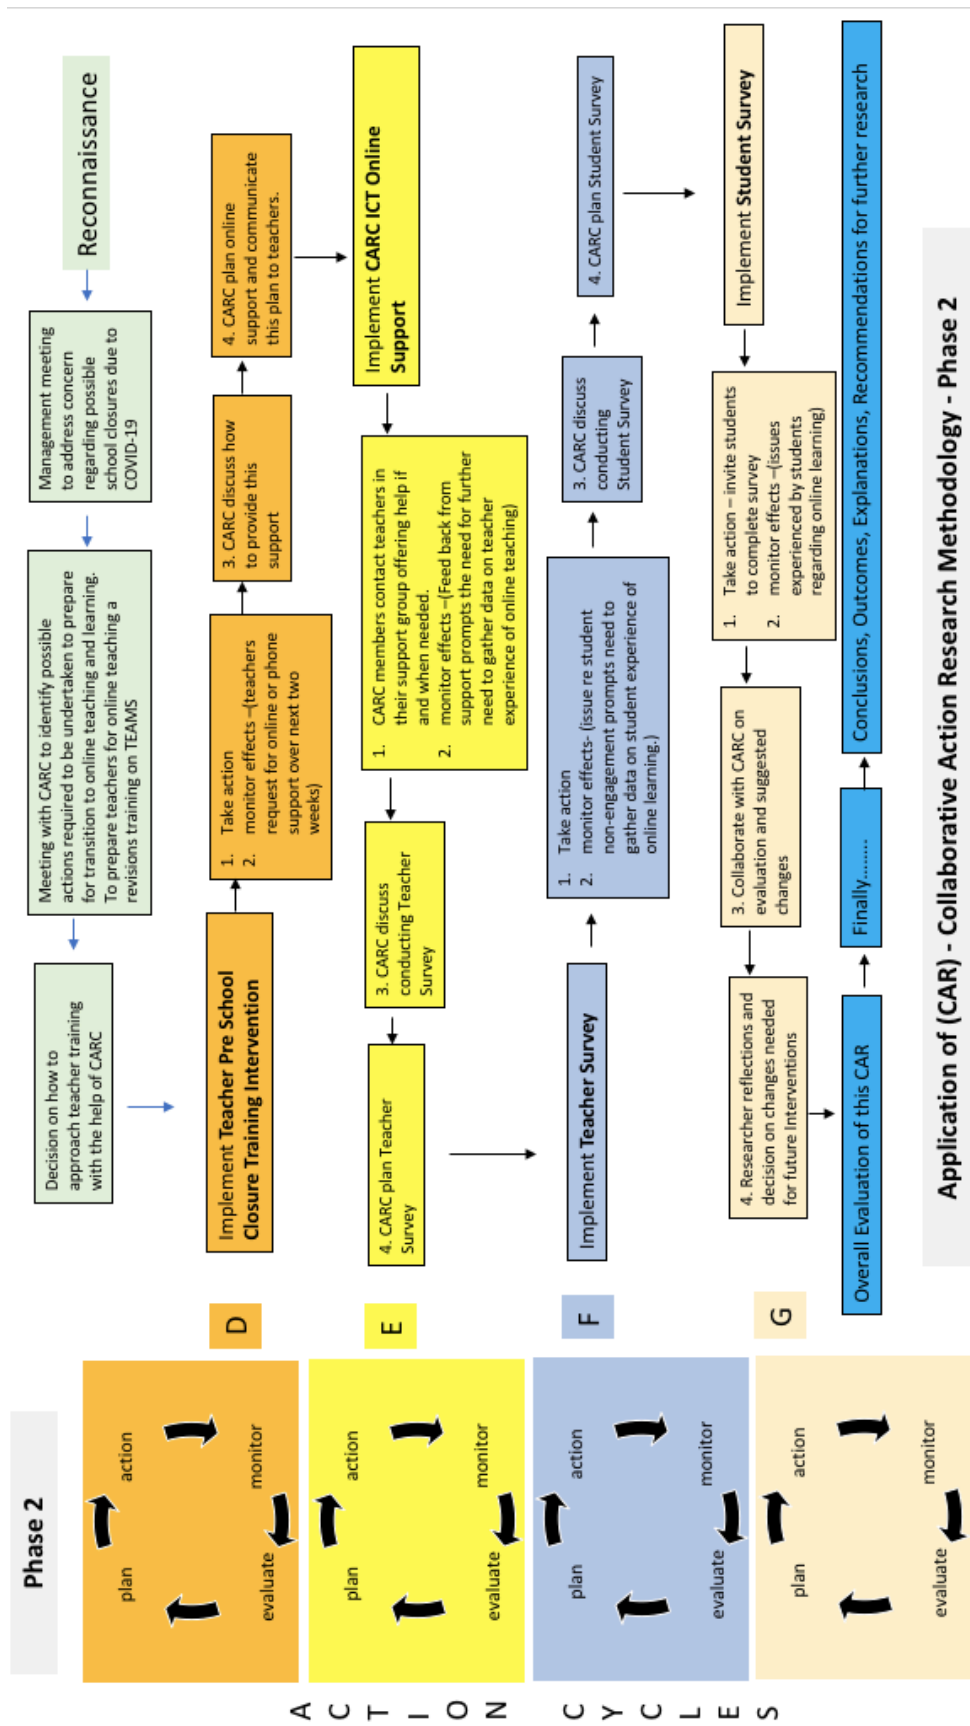 Phase 2
Reconnaissance
Management meeting
to address concern
regarding possible
school closures due to
COVID-19
Meeting with CARC to identify possible
actions required to be undertaken to prepare
for transition to online teaching and learning.
To prepare teachers for online teaching a
revisions training on TEAMS
Decision on how to
approach teacher training
with the help of CARC
ACTION
CYCLES
plan
action
monitor
evaluate
D
Implement Teacher Pre School
Closure Training Intervention
1. Take action
2. monitor effects –(teachers
request for online or phone
support over next two
weeks)
3. CARC discuss how
to provide this
support
4. CARC plan online
support and communicate
this plan to teachers.
plan
action
monitor
evaluate
E
Implement CARC ICT Online
Support
1. CARC members contact teachers in
their support group offering help if
and when needed.
2. monitor effects –(Feed back from
support prompts the need for further
need to gather data on teacher
experience of online teaching)
3. CARC discuss
conducting Teacher
Survey
4. CARC plan Teacher
Survey
plan
action
monitor
evaluate
F
Implement Teacher Survey
1. Take action
2. monitor effects- (issue re student
non-engagement prompts need to
gather data on student experience of
online learning.)
3. CARC discuss
conducting
Student Survey
4. CARC plan Student Survey
plan
action
monitor
evaluate
G
Implement Student Survey
1. Take action – invite students
to complete survey
2. monitor effects –(issues
experienced by students
regarding online learning)
3. Collaborate with CARC on
evaluation and suggested
changes
4. Researcher reflections and
decision on changes needed
for future Interventions
Overall Evaluation of this CAR
Finally........
Conclusions, Outcomes, Explanations, Recommendations for further research
Application of (CAR) - Collaborative Action Research Methodology - Phase 2